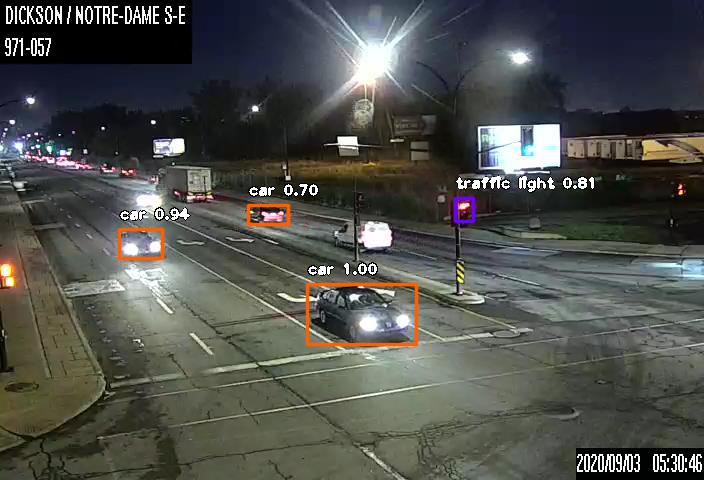 DICKSON / NOTRE-DAME S-E
971-057
car 0.70
traffic light 0.81
car 0.94
car 1.00
2020/09/03 05:30:46